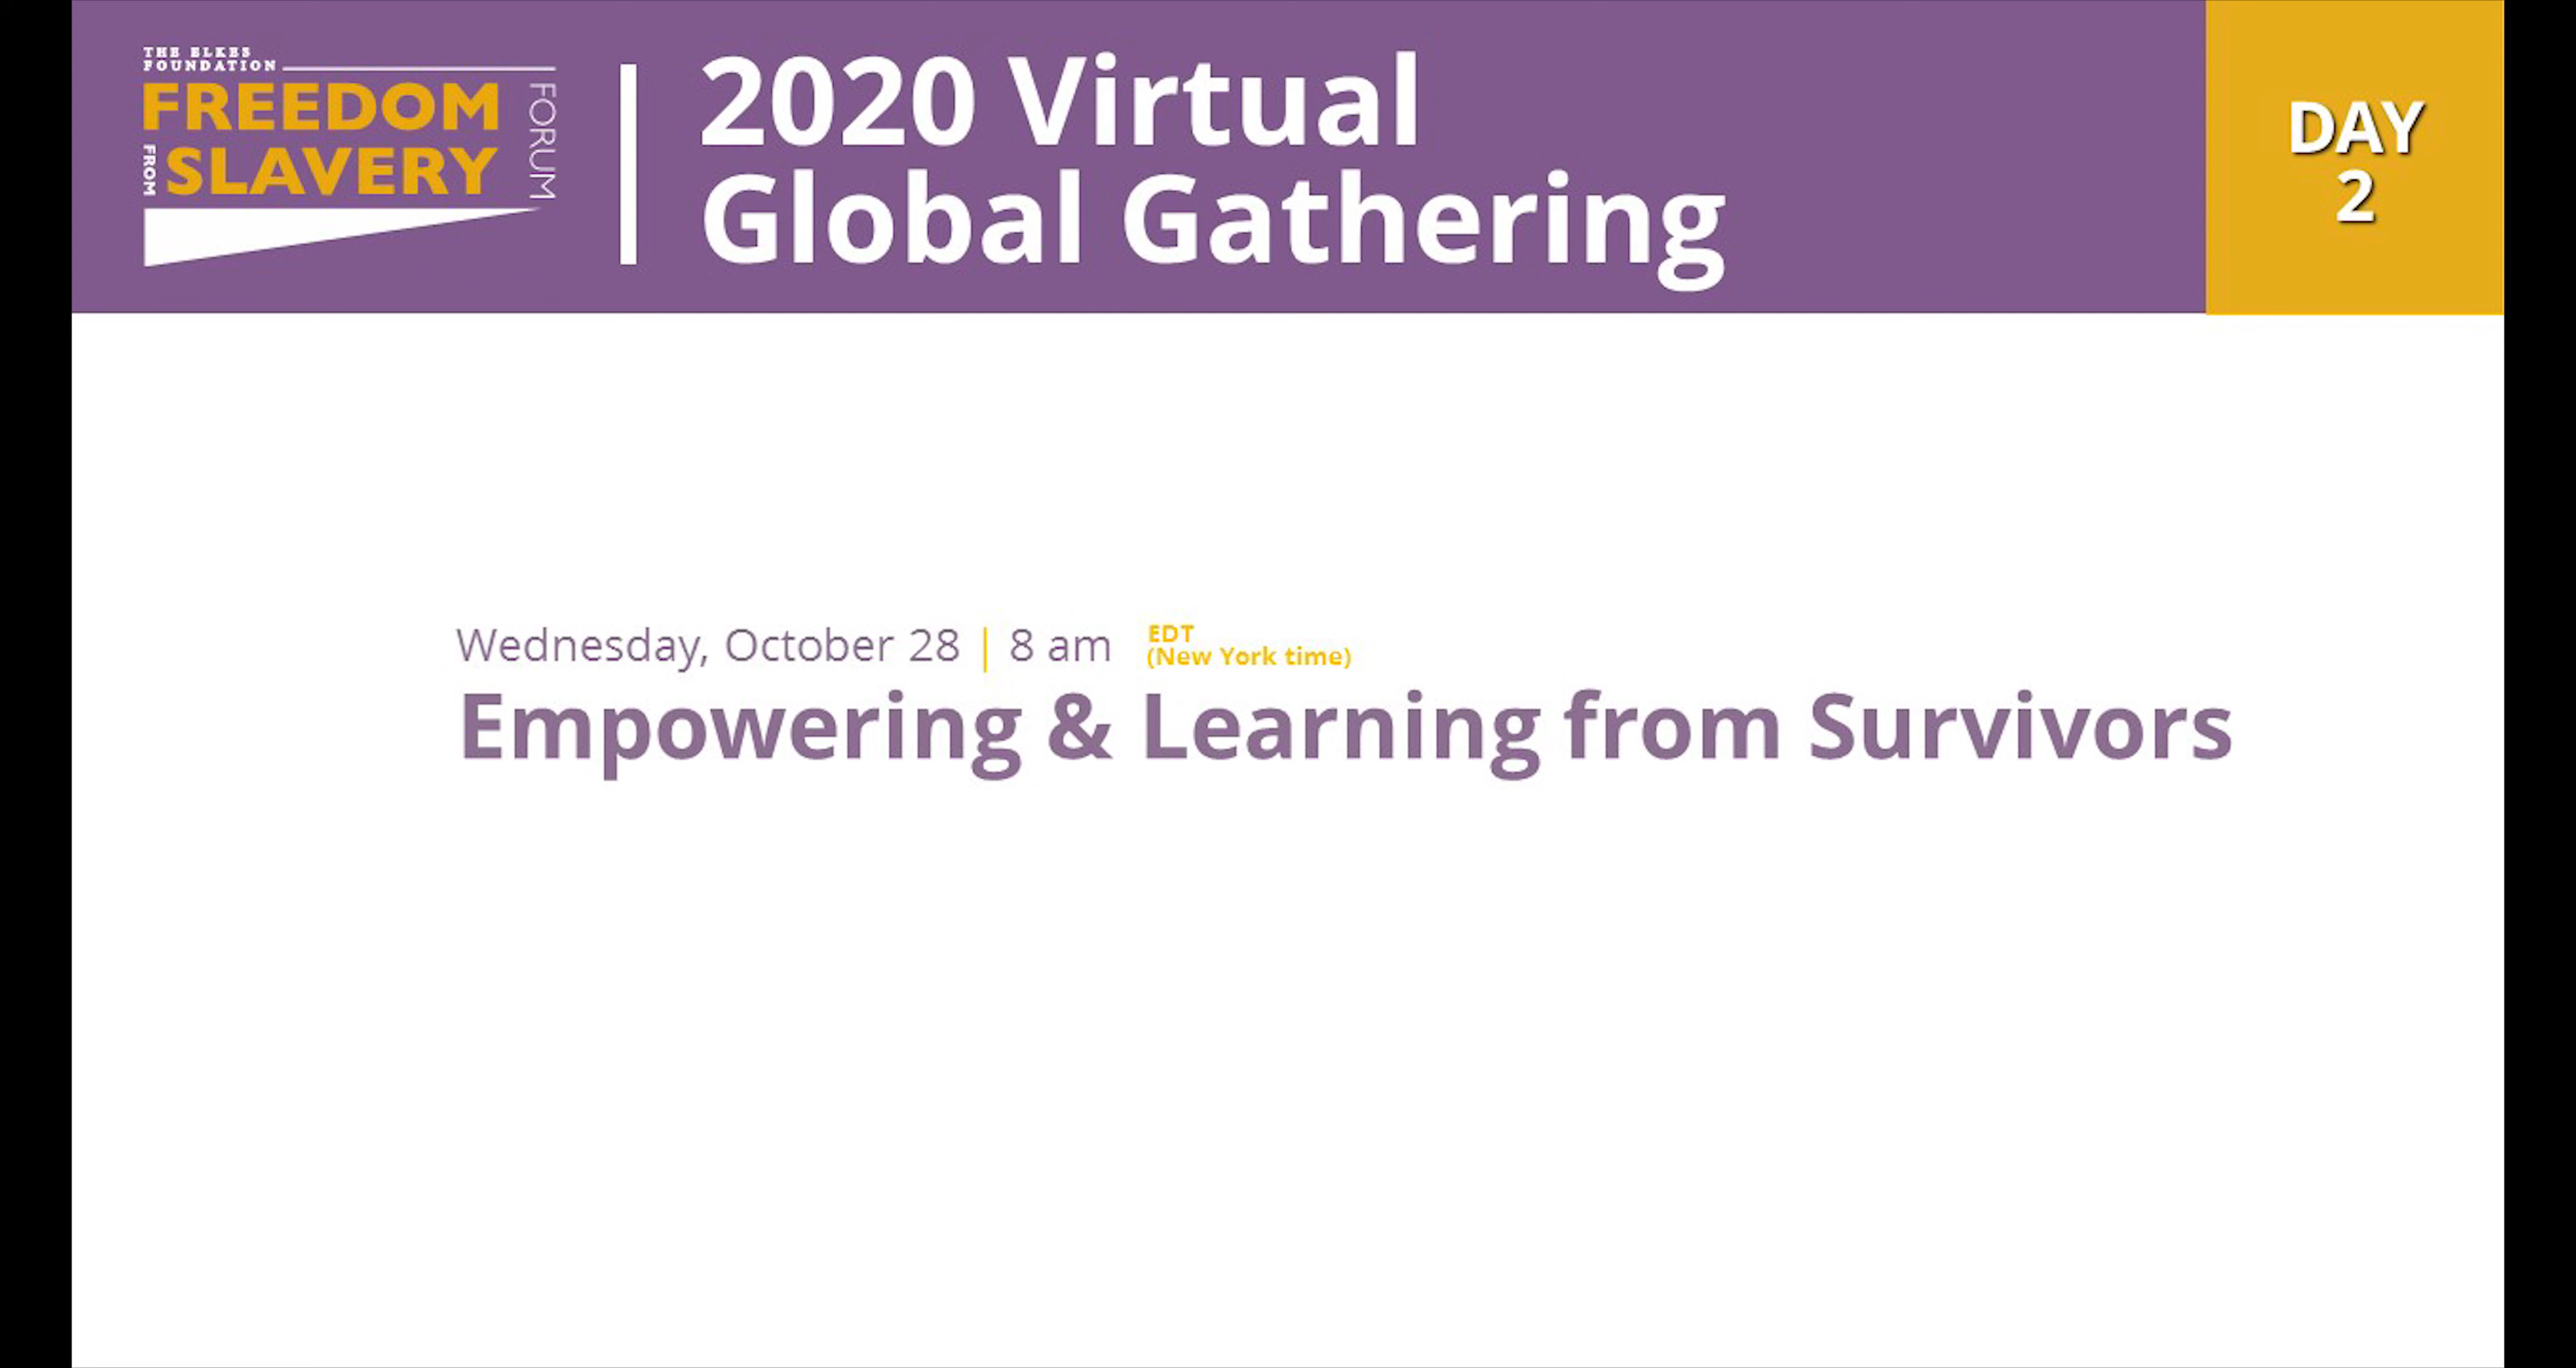 THE ELKES
FOUNDATION
FREEDOM
FROM SLAVERY
FORUM
2020 Virtual
Global Gathering
DAY
2
Wednesday, October 28 | 8 am EDT
(New York time)
Empowering & Learning from Survivors